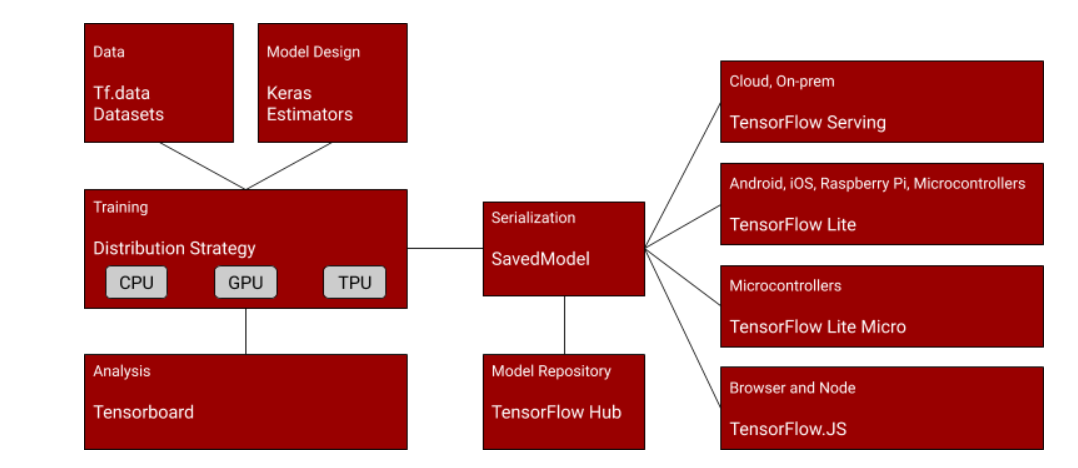 Data
Tf.data
Datasets
Model Design
Keras
Estimators
Training
Distribution Strategy
CPU
GPU
TPU
Analysis
Tensorboard
Serialization
SavedModel
Model Repository
TensorFlow Hub
Cloud, On-prem
TensorFlow Serving
Android, iOS, Raspberry Pi, Microcontrollers
TensorFlow Lite
Microcontrollers
TensorFlow Lite Micro
Browser and Node
TensorFlow.JS